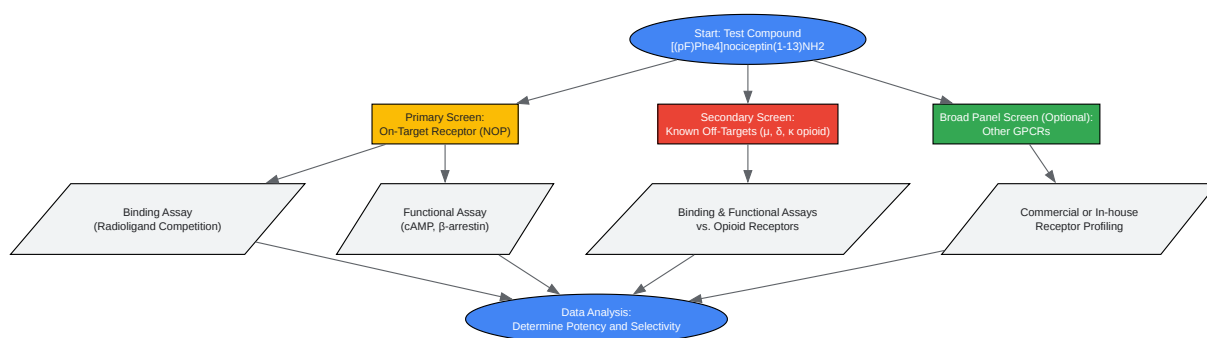 Start: Test Compound
[(pF)Phe4]nociceptin(1-13)NH2
Primary Screen:
On-Target Receptor (NOP)
Secondary Screen:
Known Off-Targets (μ, δ, κ opioid)
Broad Panel Screen (Optional):
Other GPCRs
Binding Assay
(Radioligand Competition)
Functional Assay
(cAMP, β-arrestin)
Binding & Functional Assays
vs. Opioid Receptors
Commercial or In-house
Receptor Profiling
Data Analysis:
Determine Potency and Selectivity